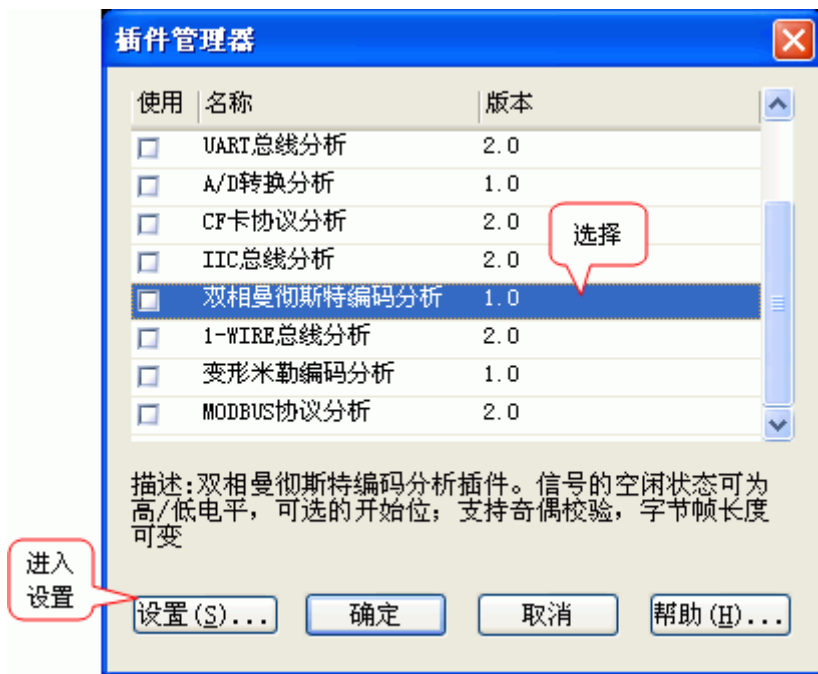 插件管理器
使用 名称 版本
UART总线分析 2.0
A/D转换分析 1.0
CF卡协议分析 2.0
选择
IIC总线分析 2.0
双相曼彻斯特编码分析 1.0
1-WIRE总线分析 2.0
变形米勒编码分析 1.0
MODBUS协议分析 2.0
描述:双相曼彻斯特编码分析插件。信号的空闲状态可为
高/低电平，可选的开始位；支持奇偶校验，字节帧长度
可变
进入
设置
设置(S)... 确定 取消 帮助(H)...